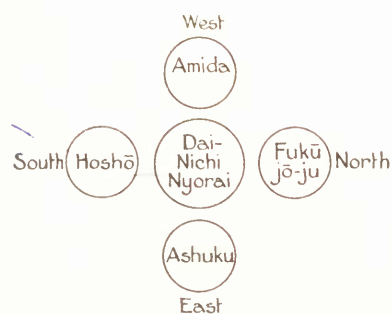 West
Amida
South
Hoshō
Dai-
Nichi
Nyorai
Fukū
jō-ju
North
Ashuku
East